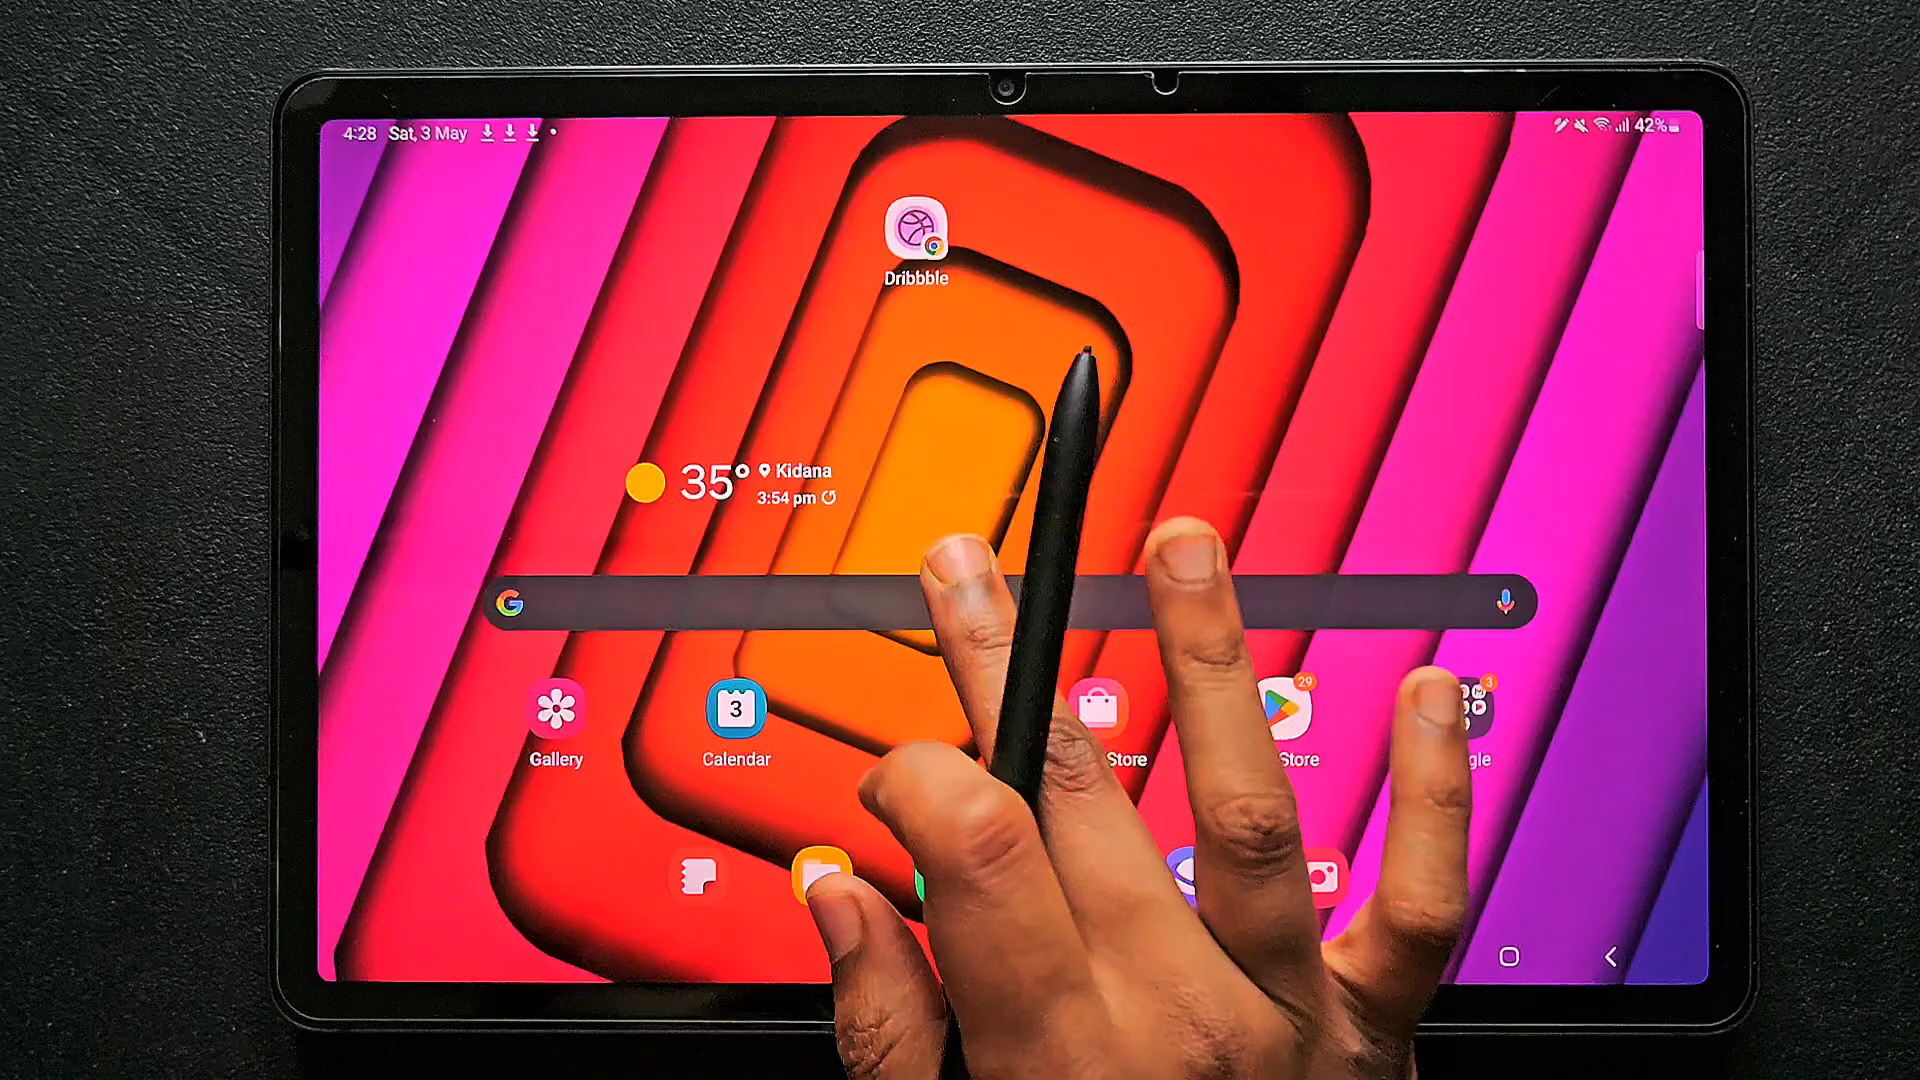 4:28 Sat, 3 May
42%
Dribbble
35° Kidana
3:54 pm
29
3
3
Gallery
Calendar
Store
Store
gle